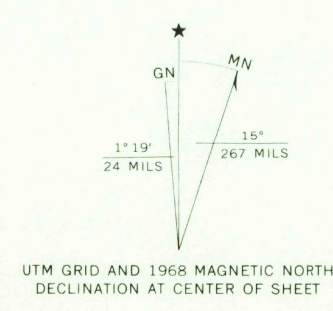 GN
MN
1° 19'
24 MILS
15°
267 MILS
UTM GRID AND 1968 MAGNETIC NORTH
DECLINATION AT CENTER OF SHEET